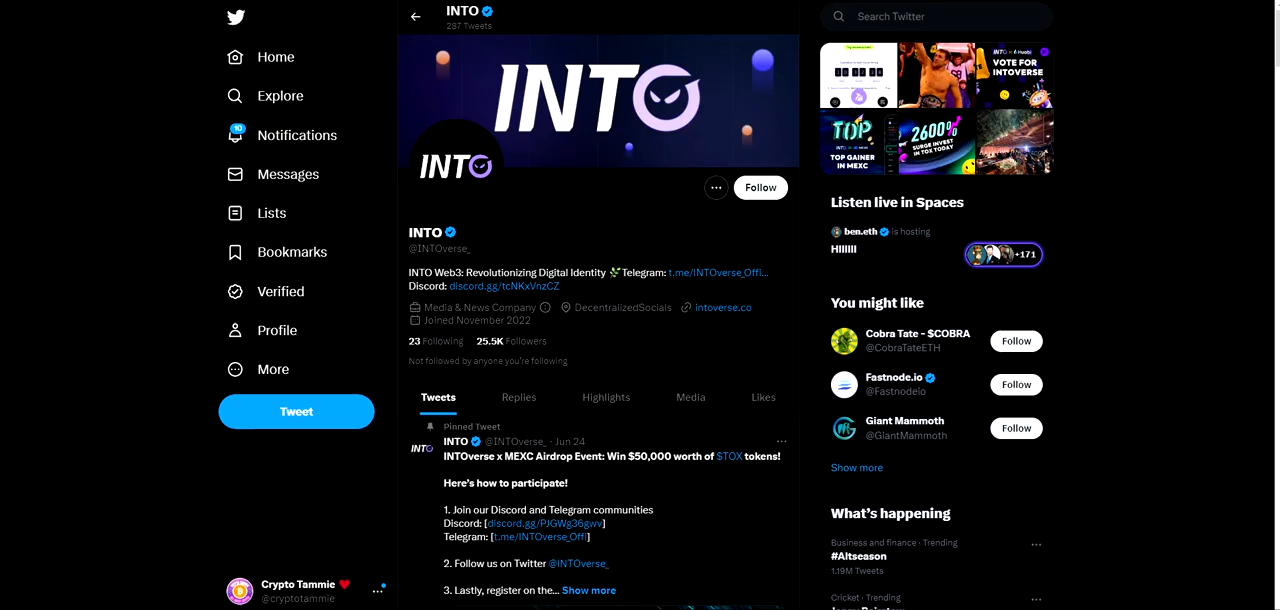 INTO
287 Tweets
Search Twitter
Home
Explore
10
Notifications
Messages
Lists
Bookmarks
Verified
Profile
More
Tweet
Crypto Tammie
@cryptotammie
INTO
INTO
Follow
INTO
@INTOverse_
INTO Web3: Revolutionizing Digital Identity 🌿Telegram: t.me/INTOverse_Offi…
Discord: discord.gg/tcNKxVnzCZ
Media & News Company DecentralizedSocials intoverse.co
Joined November 2022
23 Following 25.5K Followers
Not followed by anyone you're following
Tweets Replies Highlights Media Likes
Pinned Tweet
INTO @INTOverse_ · Jun 24
INTO
INTOverse x MEXC Airdrop Event: Win $50,000 worth of $TOX tokens!
Here's how to participate!
1. Join our Discord and Telegram communities
Discord: [discord.gg/PJGWg36gwv]
Telegram: [t.me/INTOverse_Offi]
2. Follow us on Twitter @INTOverse_
3. Lastly, register on the... Show more
INTO x Huobi
VOTE FOR
INTOVERSE
TOP
TOP GAINER
IN MEXC
2600%
SURGE INVEST
IN TOX TODAY
Listen live in Spaces
ben.eth is hosting
HIIIIII
+171
You might like
Cobra Tate - $COBRA
@CobraTateETH
Follow
Fastnode.io
@Fastnodeio
Follow
Giant Mammoth
@GiantMammoth
Follow
Show more
What's happening
Business and finance · Trending
#Altseason
1.19M Tweets
Cricket · Trending